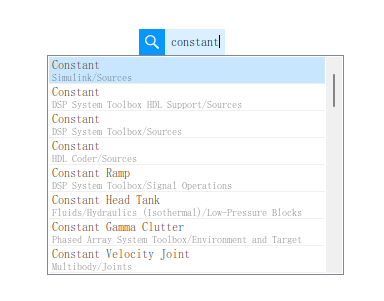 constant
Constant
Simulink/Sources
Constant
DSP System Toolbox HDL Support/Sources
Constant
DSP System Toolbox/Sources
Constant
HDL Coder/Sources
Constant Ramp
DSP System Toolbox/Signal Operations
Constant Head Tank
Fluids/Hydraulics (Isothermal)/Low-Pressure Blocks
Constant Gamma Clutter
Phased Array System Toolbox/Environment and Target
Constant Velocity Joint
Multibody/Joints